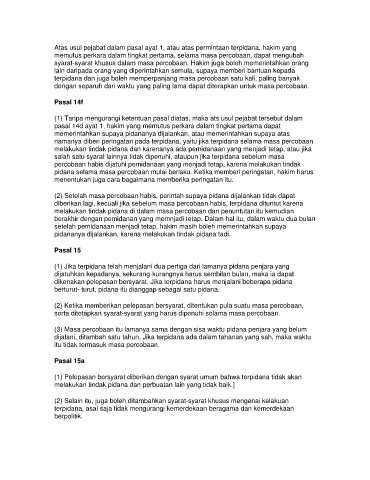 Atas usul pejabat dalam pasal ayat 1, atau atas permintaan terpidana, hakim yang
memutus perkara dalam tingkat pertama, selama masa percobaan, dapat mengubah
syarat-syarat khusus dalam masa percobaan. Hakim juga boleh memerintahkan orang
lain daripada orang yang diperintahkan semula, supaya memberi bantuan kepada
terpidana dan juga boleh memperpanjang masa percobaan satu kali, paling banyak
dengan separuh dari waktu yang paling lama dapat diterapkan untuk masa percobaan.
Pasal 14f
(1) Tanpa mengurangi ketentuan pasal diatas, maka ats usul pejabat tersebut dalam
pasal 14d ayat 1, hakim yang memutus perkara dalam tingkat pertama dapat
memerintahkan supaya pidananya dijalankan, atau memerintahkan supaya atas
namanya diberi peringatan pada terpidana, yaitu jika terpidana selama masa percobaan
melakukan tindak pidana dan karenanya ada pemidanaan yang menjadi tetap, atau jika
salah satu syarat lainnya tidak dipenuhi, ataupun jika terpidana sebelum masa
percobaan habis dijatuhi pemidanaan yang menjadi tetap, karena melakukan tindak
pidana selama masa percobaan mulai berlaku. Ketika memberi peringatan, hakim harus
menentukan juga cara bagaimana memberika peringatan itu.
(2) Setelah masa percobaan habis, perintah supaya pidana dijalankan tidak dapat
diberikan lagi, kecuali jika sebelum masa percobaan habis, terpidana dituntut karena
melakukan tindak pidana di dalam masa percobaan dan penuntutan itu kemudian
berakhir dengan pemidanaan yang memnjadi tetap. Dalam hal itu, dalam waktu dua bulan
setelah pemidanaan menjadi tetap, hakim masih boleh memerintahkan supaya
pidananya dijalankan, karena melakukan tindak pidana tadi.
Pasal 15
(1) Jika terpidana telah menjalani dua pertiga dari lamanya pidana penjara yang
dijatuhkan kepadanya, sekurang-kurangnya harus sembilan bulan, maka ia dapat
dikenakan pelepasan bersyarat. Jika terpidana harus menjalani beberapa pidana
berturut- turut, pidana itu dianggap sebagai satu pidana.
(2) Ketika memberikan pelepasan bersyarat, ditentukan pula suatu masa percobaan,
serta ditetapkan syarat-syarat yang harus dipenuhi selama masa percobaan.
(3) Masa percobaan itu lamanya sama dengan sisa waktu pidana penjara yang belum
dijalani, ditambah satu tahun. Jika terpidana ada dalam tahanan yang sah, maka waktu
itu tidak termasuk masa percobaan.
Pasal 15a
(1) Pelepasan bersyarat diberikan dengan syarat umum bahwa terpidana tidak akan
melakukan tindak pidana dan perbuatan lain yang tidak baik.]
(2) Selain itu, juga boleh ditambahkan syarat-syarat khusus mengenai kelakuan
terpidana, asal saja tidak mengurangi kemerdekaan beragama dan kemerdekaan
berpolitik.